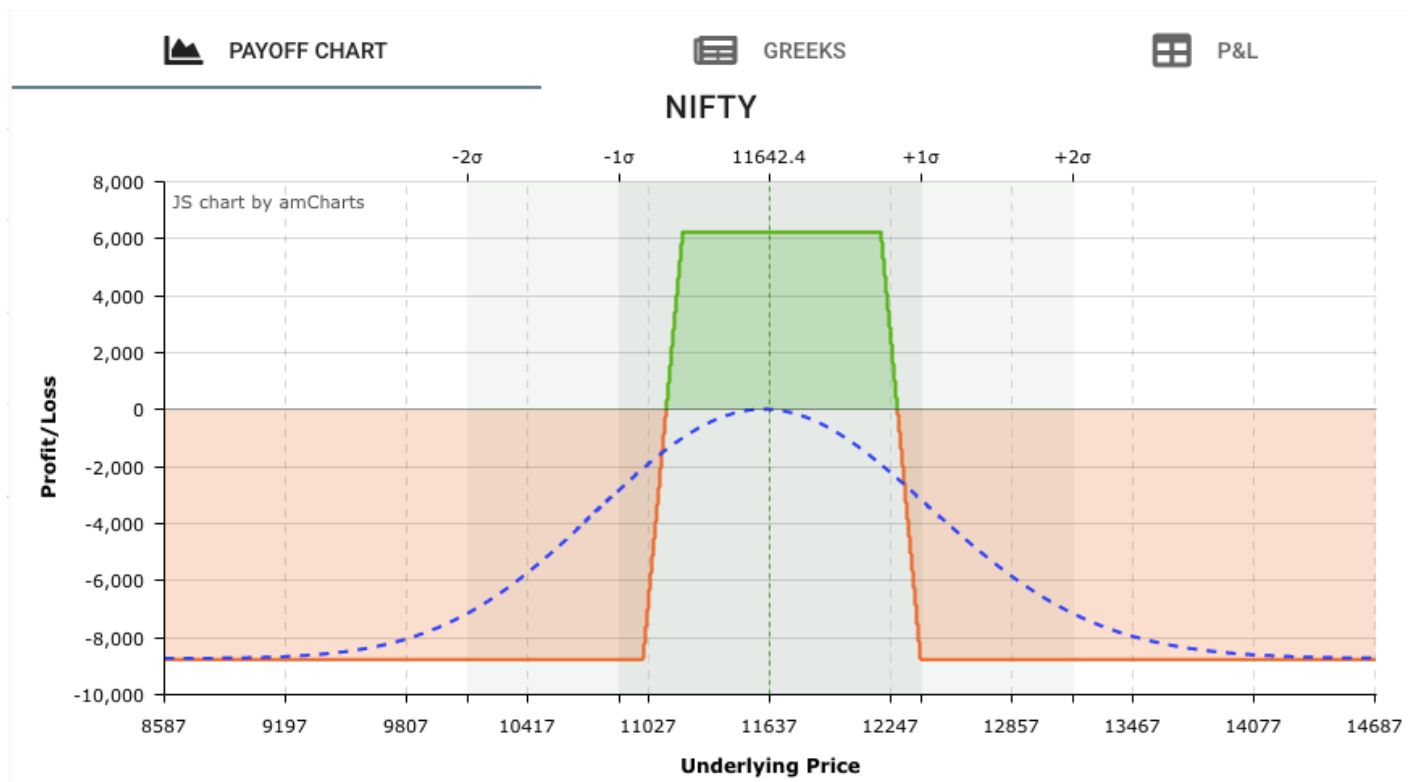 PAYOFF CHART GREEKS P&L
NIFTY
-2σ -1σ 11642.4 +1σ +2σ
JS chart by amCharts
8,000
6,000
4,000
2,000
0
-2,000
-4,000
-6,000
-8,000
-10,000
Profit/Loss
8587 9197 9807 10417 11027 11637 12247 12857 13467 14077 14687
Underlying Price